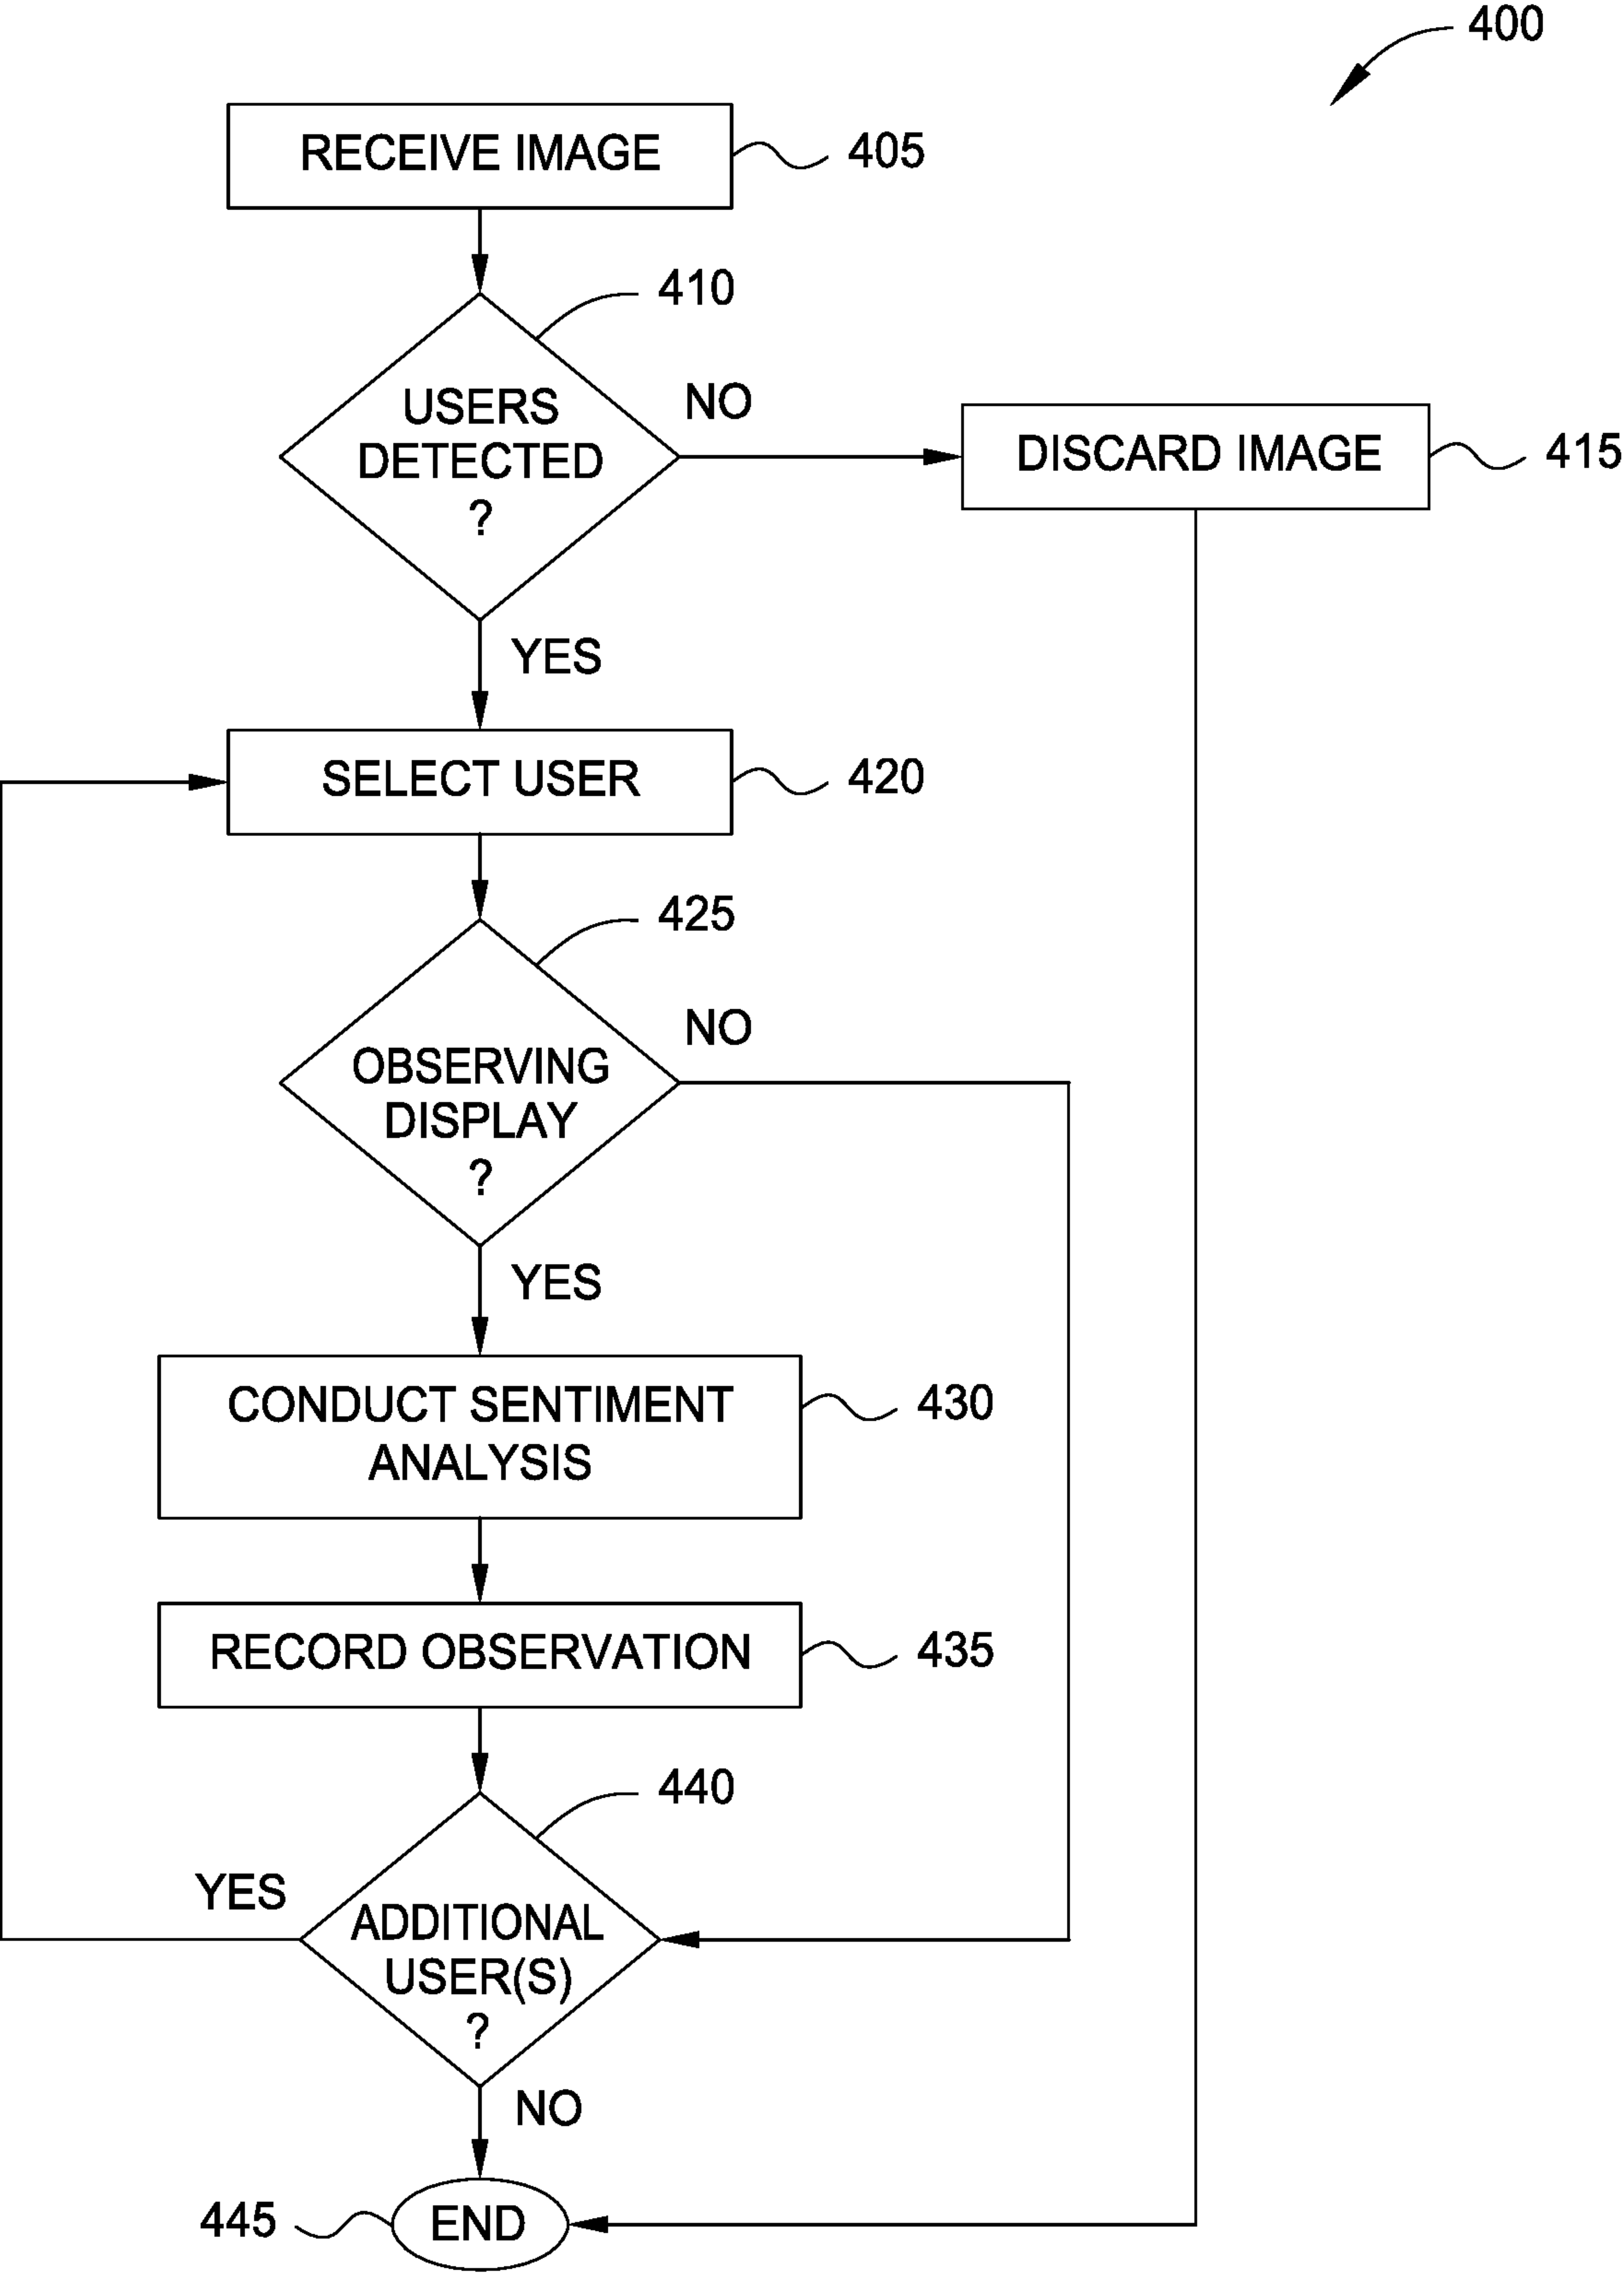 400
RECEIVE IMAGE
405
410
USERS
DETECTED
?
NO
DISCARD IMAGE
415
YES
SELECT USER
420
425
OBSERVING
DISPLAY
?
NO
YES
CONDUCT SENTIMENT
ANALYSIS
430
RECORD OBSERVATION
435
440
YES
ADDITIONAL
USER(S)
?
NO
445
END